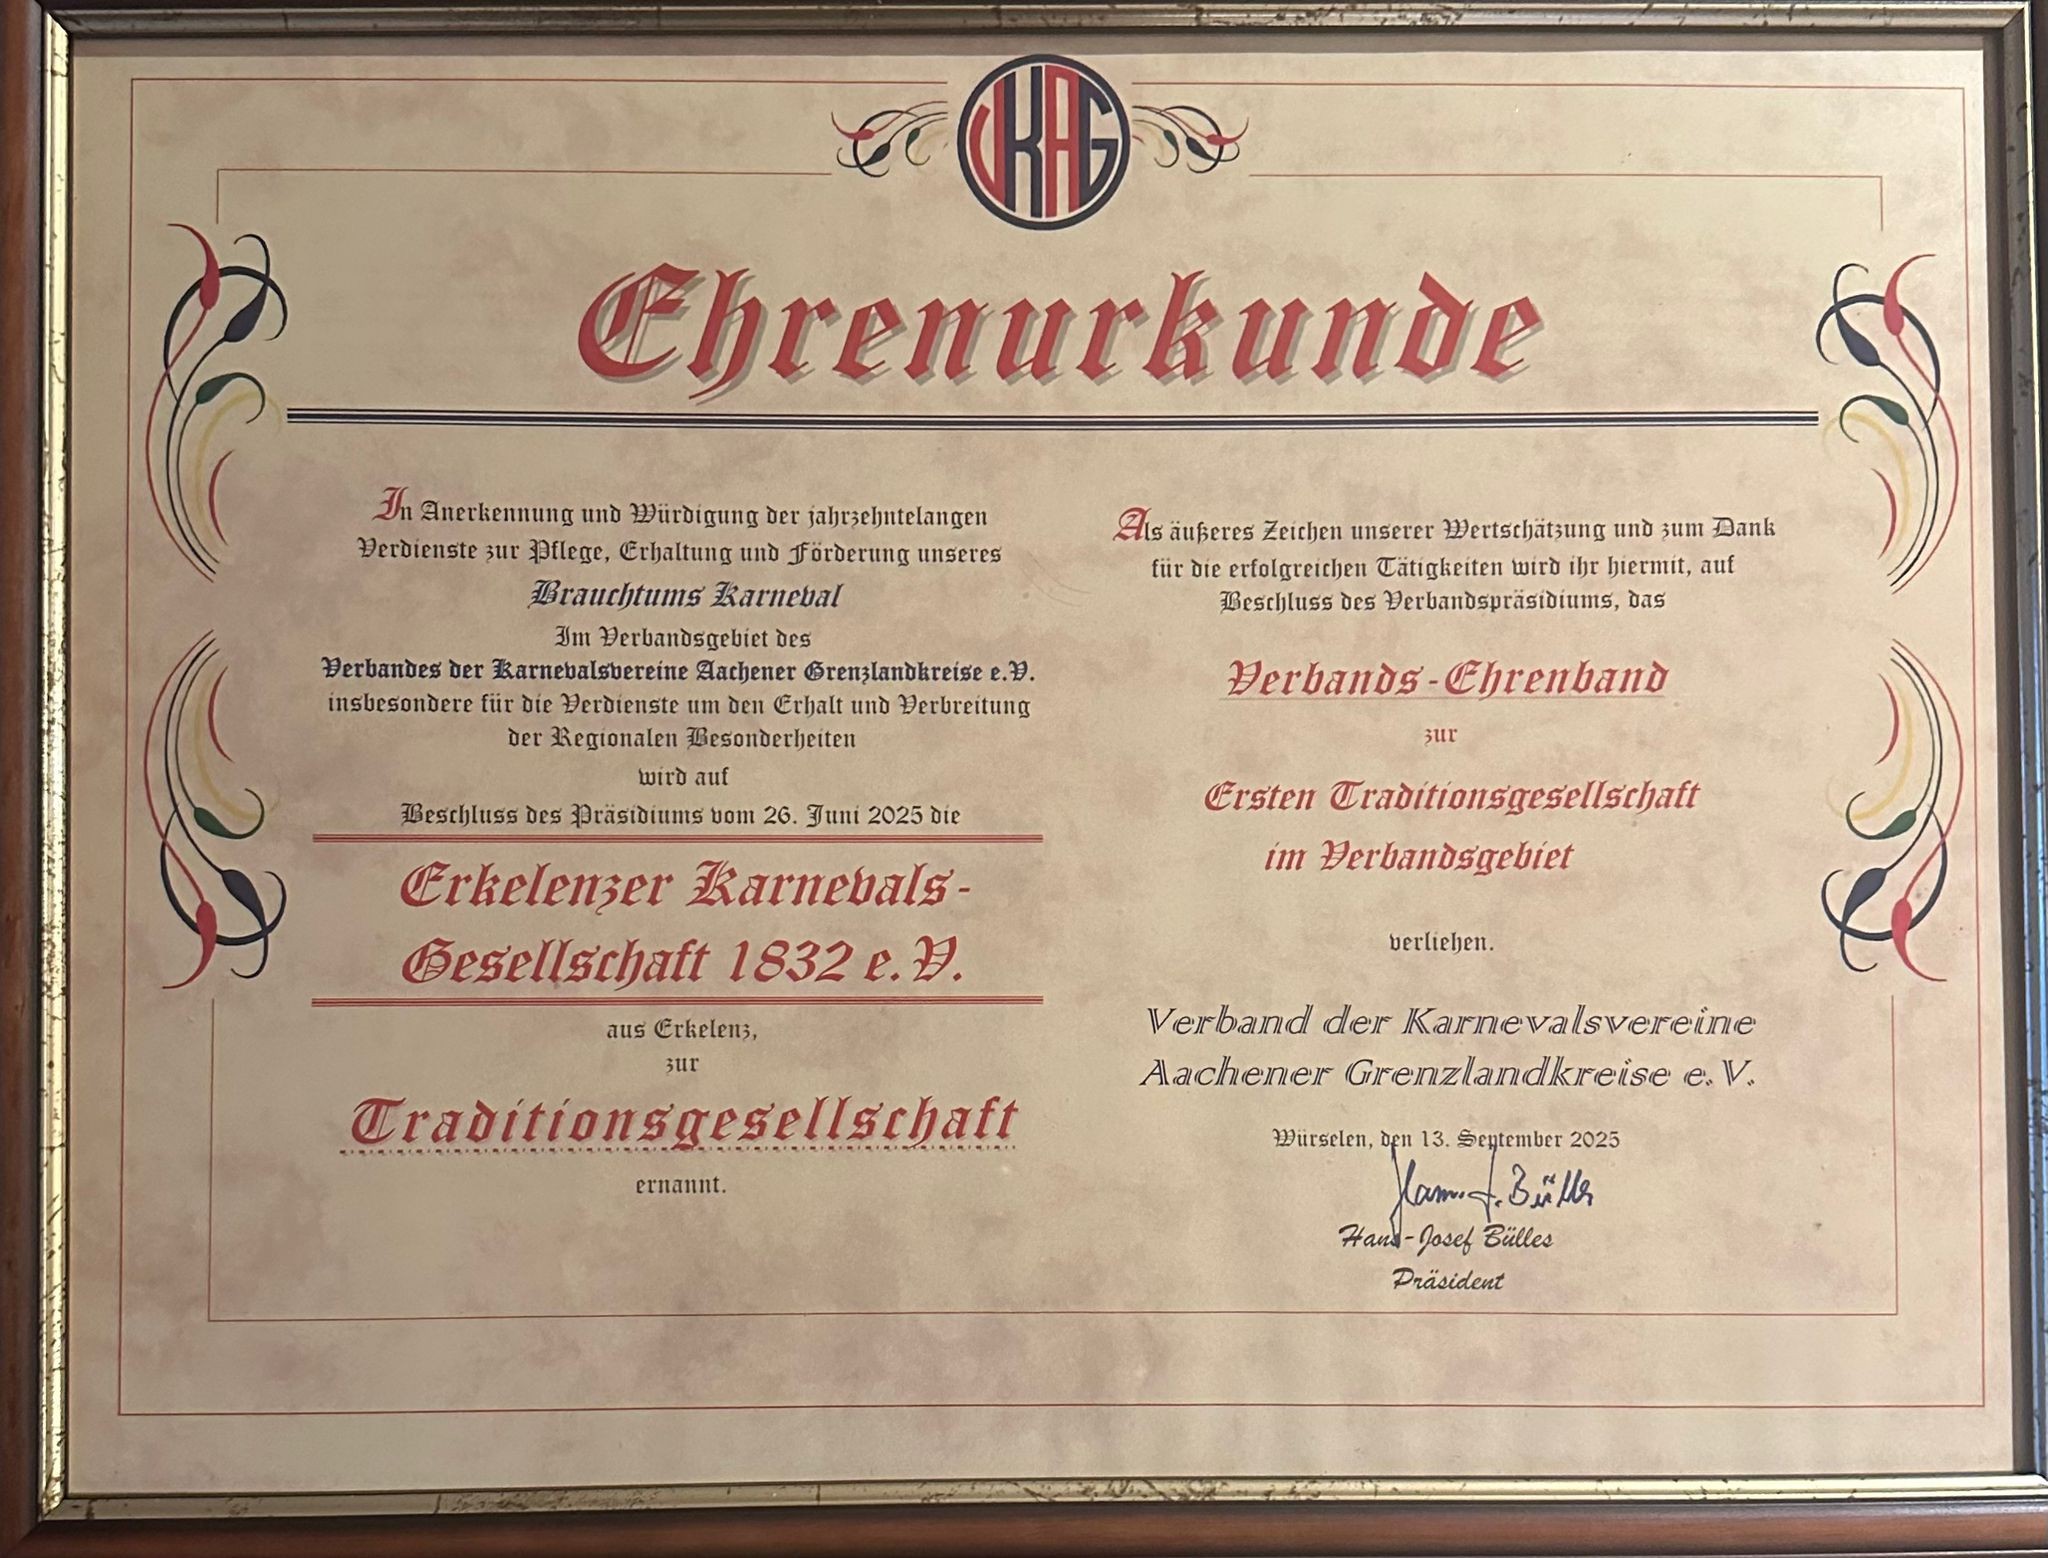 VKAG
Ehrenurkunde
In Anerkennung und Würdigung der jahrzehntelangen
Verdienste zur Pflege, Erhaltung und Förderung unseres
Brauchtums Karneval
Im Verbandsgebiet des
Verbandes der Karnevalsvereine Aachener Grenzlandkreise e.V.
insbesondere für die Verdienste um den Erhalt und Verbreitung
der Regionalen Besonderheiten
wird auf
Beschluss des Präsidiums vom 26. Juni 2025 die
Erkelenzer Karnevals-
Gesellschaft 1832 e.V.
aus Erkelenz,
zur
Traditionsgesellschaft
ernannt.
Als äußeres Zeichen unserer Wertschätzung und zum Dank
für die erfolgreichen Tätigkeiten wird ihr hiermit, auf
Beschluss des Verbandspräsidiums, das
Verbands-Ehrenband
zur
Ersten Traditionsgesellschaft
im Verbandsgebiet
verliehen.
Verband der Karnevalsvereine
Aachener Grenzlandkreise e.V.
Würselen, den 13. September 2025
Hans-J. Bülles
Hans-Josef Bülles
Präsident